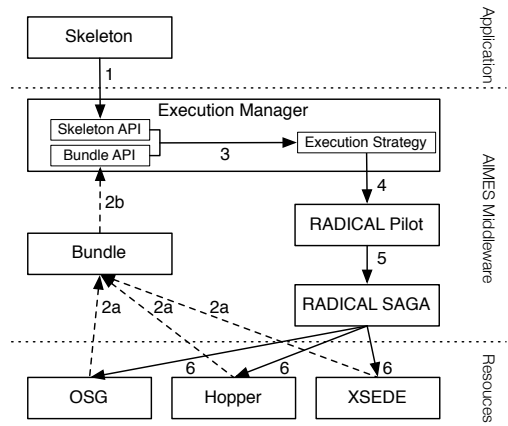 Skeleton
Application
1
Execution Manager
Skeleton API
Bundle API
3
Execution Strategy
AIMES Middleware
2b
4
RADICAL Pilot
Bundle
5
2a
2a
2a
RADICAL SAGA
6
6
6
Resouces
OSG
Hopper
XSEDE